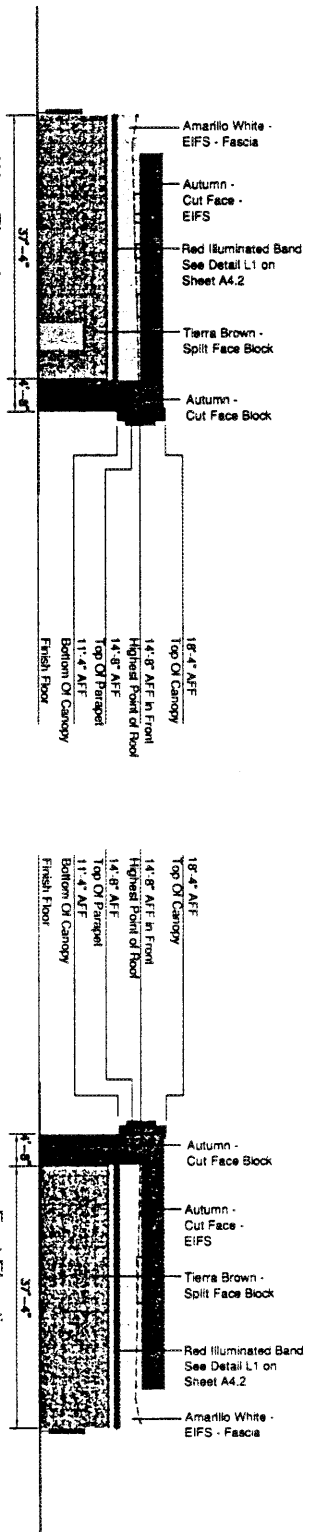 Amarillo White -
EIFS - Fascia
Autumn -
Cut Face -
EIFS
Red Illuminated Band
See Detail L1 on
Sheet A4.2
Tierra Brown -
Split Face Block
Autumn -
Cut Face Block
37'-4"
4'-8"
18'-4" AFF
Top Of Canopy
14'-8" AFF in Front
Highest Point of Roof
14'-8" AFF
Top Of Parapet
11'-4" AFF
Bottom Of Canopy
Finish Floor
18'-4" AFF
Top Of Canopy
14'-8" AFF in Front
Highest Point of Roof
14'-8" AFF
Top Of Parapet
11'-4" AFF
Bottom Of Canopy
Finish Floor
Autumn -
Cut Face Block
Autumn -
Cut Face -
EIFS
Tierra Brown -
Split Face Block
Red Illuminated Band
See Detail L1 on
Sheet A4.2
Amarillo White -
EIFS - Fascia
4'-8"
37'-4"